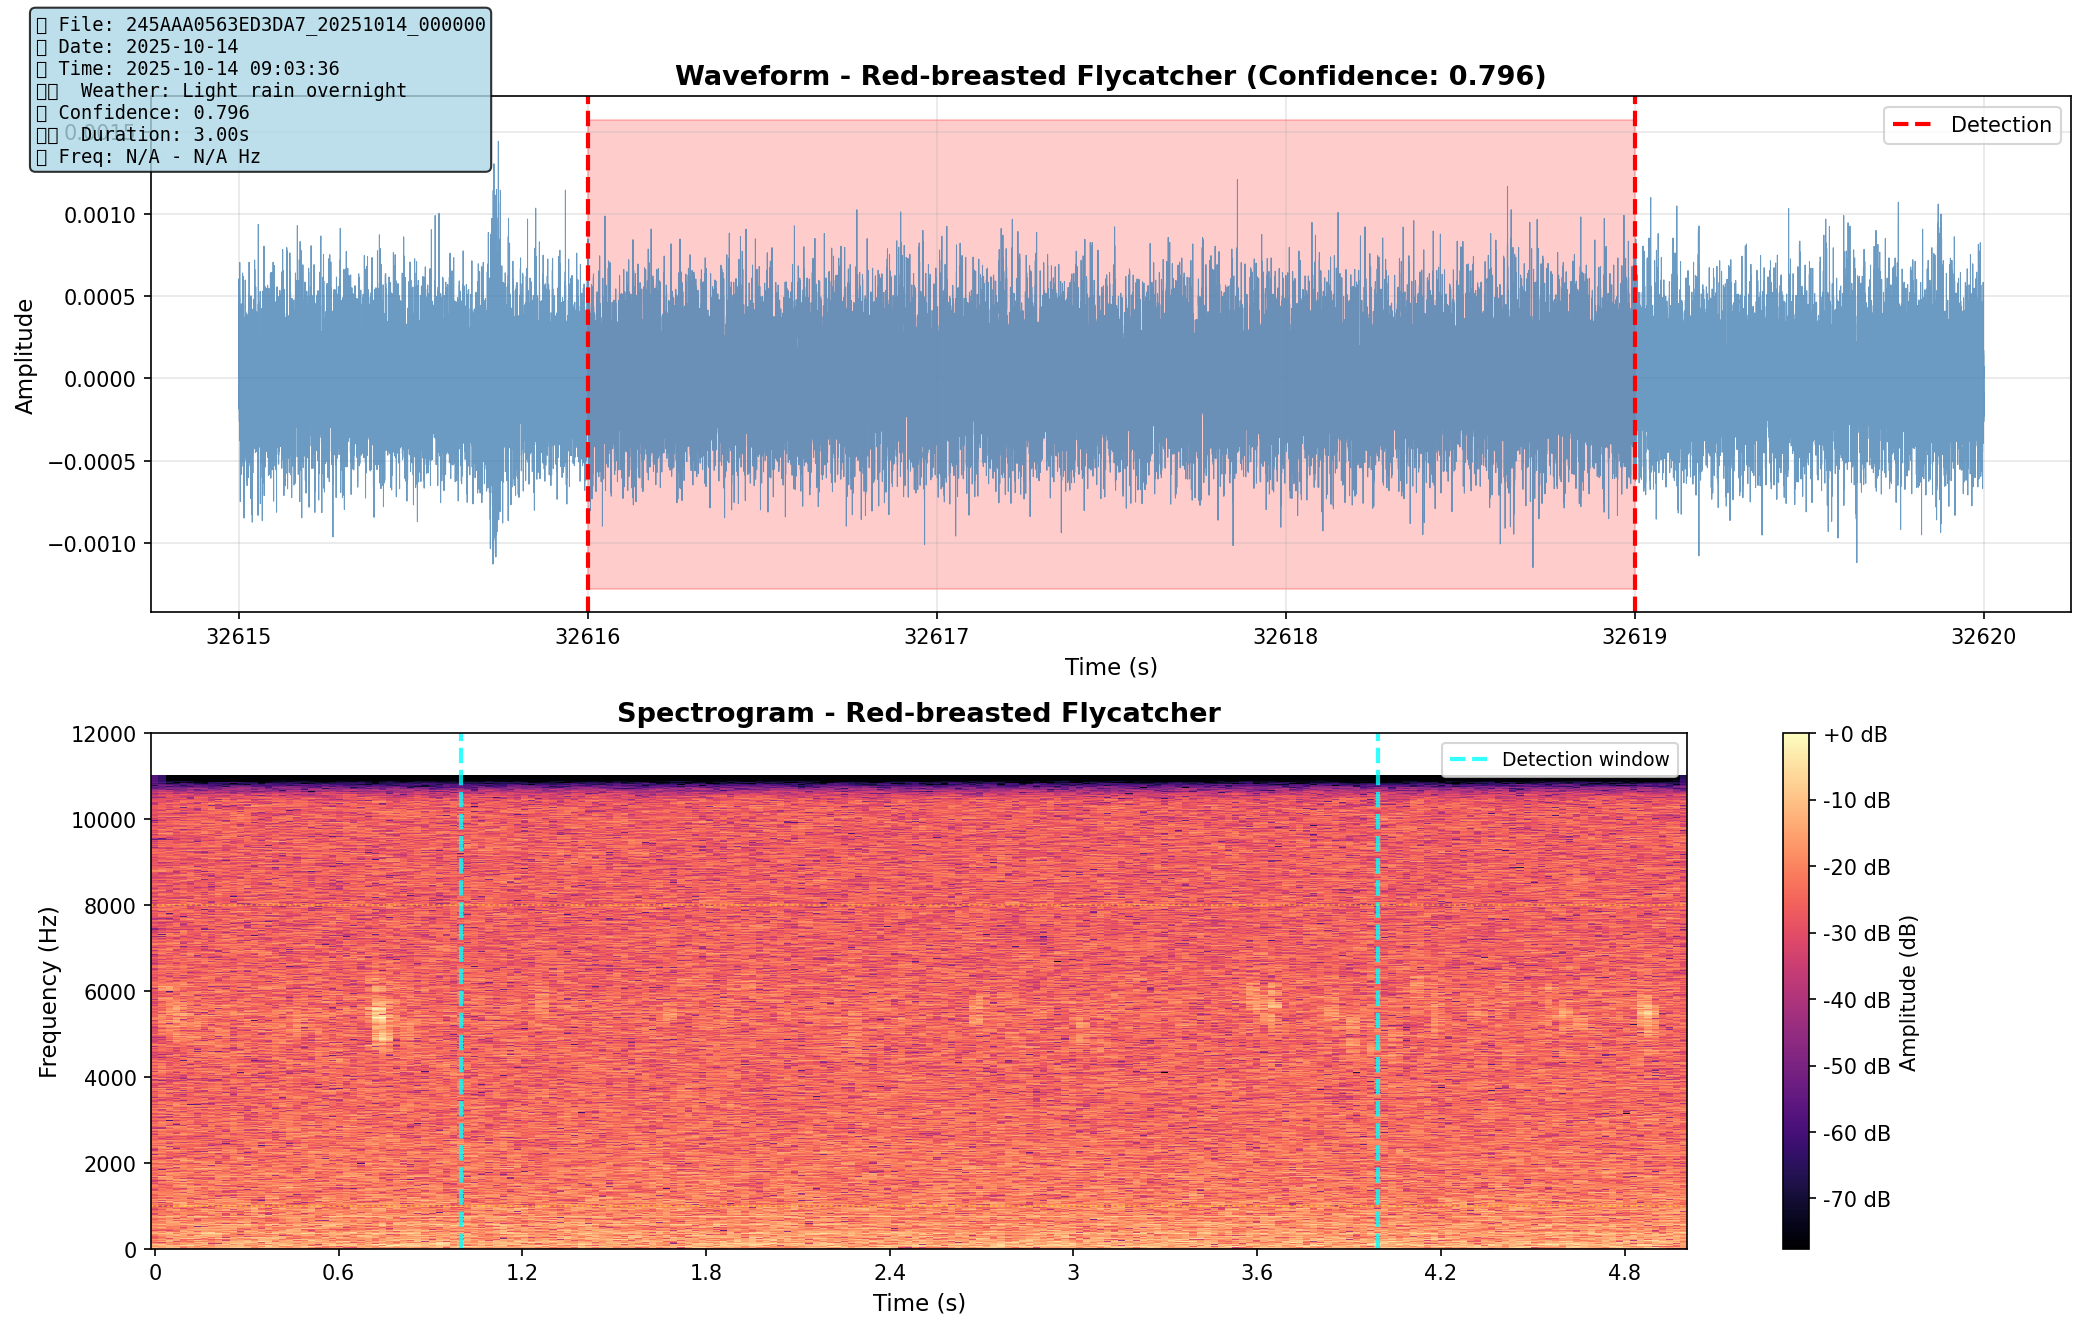 File: 245AAA0563ED3DA7_20251014_000000
Date: 2025-10-14
Time: 2025-10-14 09:03:36
Weather: Light rain overnight
Confidence: 0.796
Duration: 3.00s
Freq: N/A - N/A Hz
Waveform - Red-breasted Flycatcher (Confidence: 0.796)
Detection
0.0015
0.0010
0.0005
0.0000
−0.0005
−0.0010
Amplitude
32615 32616 32617 32618 32619 32620
Time (s)
Spectrogram - Red-breasted Flycatcher
Detection window
12000
10000
8000
6000
4000
2000
0
Frequency (Hz)
0 0.6 1.2 1.8 2.4 3 3.6 4.2 4.8
Time (s)
+0 dB
-10 dB
-20 dB
-30 dB
-40 dB
-50 dB
-60 dB
-70 dB
Amplitude (dB)